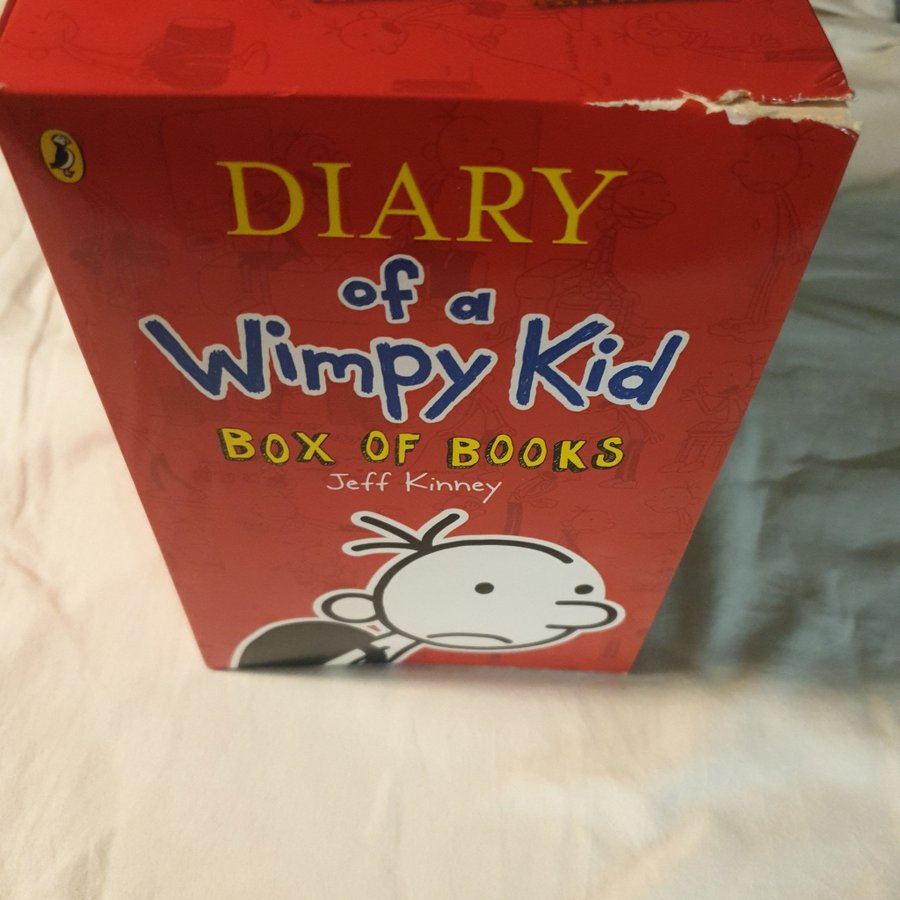 DIARY
of a
Wimpy Kid
BOX OF BOOKS
Jeff Kinney